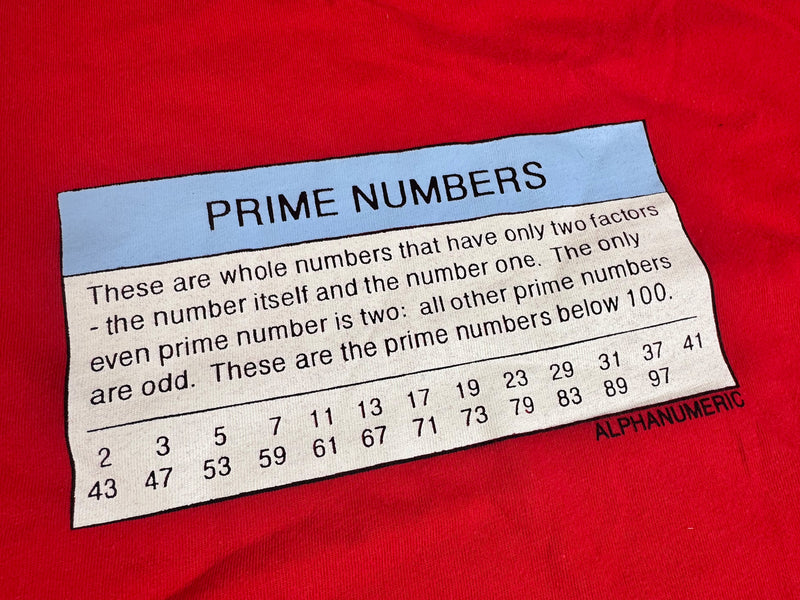 PRIME NUMBERS
These are whole numbers that have only two factors
- the number itself and the number one. The only
even prime number is two: all other prime numbers
are odd. These are the prime numbers below 100.
2 3 5 7 11 13 17 19 23 29 31 37 41
43 47 53 59 61 67 71 73 79 83 89 97
ALPHANUMERIC